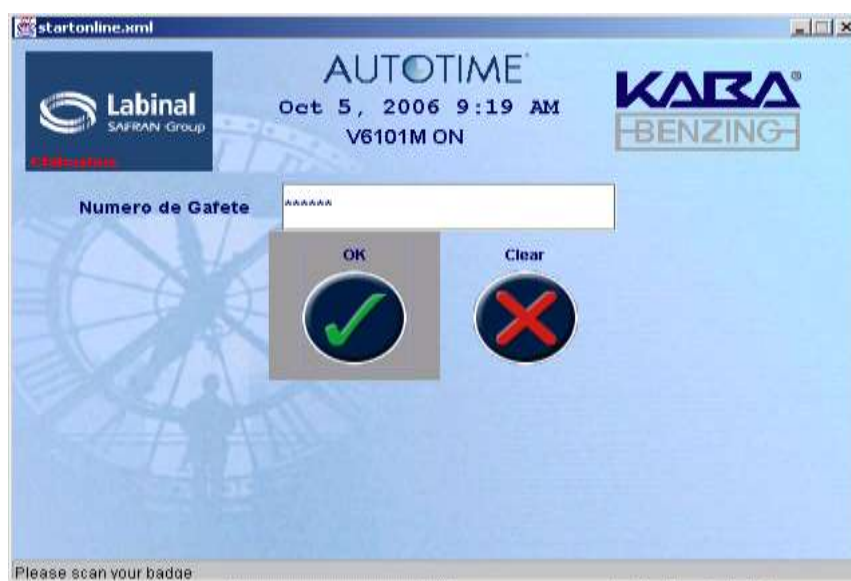 startonline.xml
Labinal
SAFRAN Group
Chihuahua
AUTOTIME
Oct 5, 2006 9:19 AM
V6101M ON
KABA®
BENZING
Numero de Gafete
******
OK
Clear
Please scan your badge